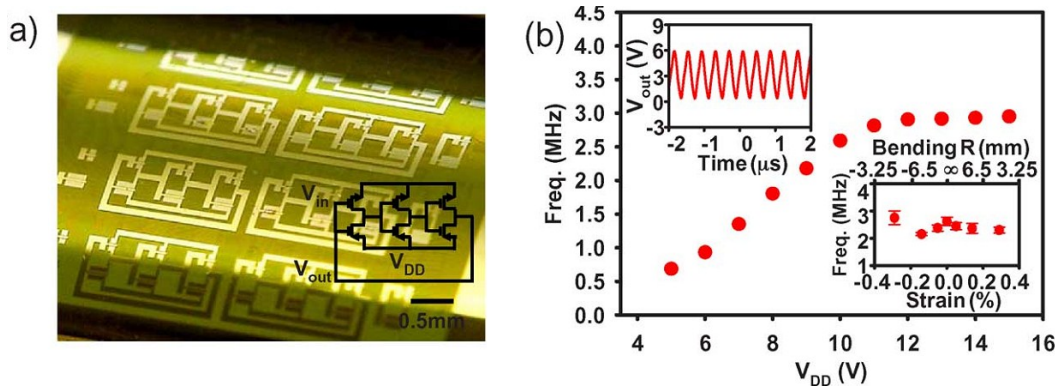 a)
V_in
V_out
V_DD
0.5mm
(b)
Freq. (MHz)
4.5
4.0
3.5
3.0
2.5
2.0
1.5
1.0
0.5
0.0
4 6 8 10 12 14 16
V_DD (V)
V_out (V)
9
6
3
0
-3
-2 -1 0 1 2
Time (μs)
Bending R (mm)
-3.25 -6.5 ∞ 6.5 3.25
Freq. (MHz)
4
3
2
1
-0.4 -0.2 0.0 0.2 0.4
Strain (%)